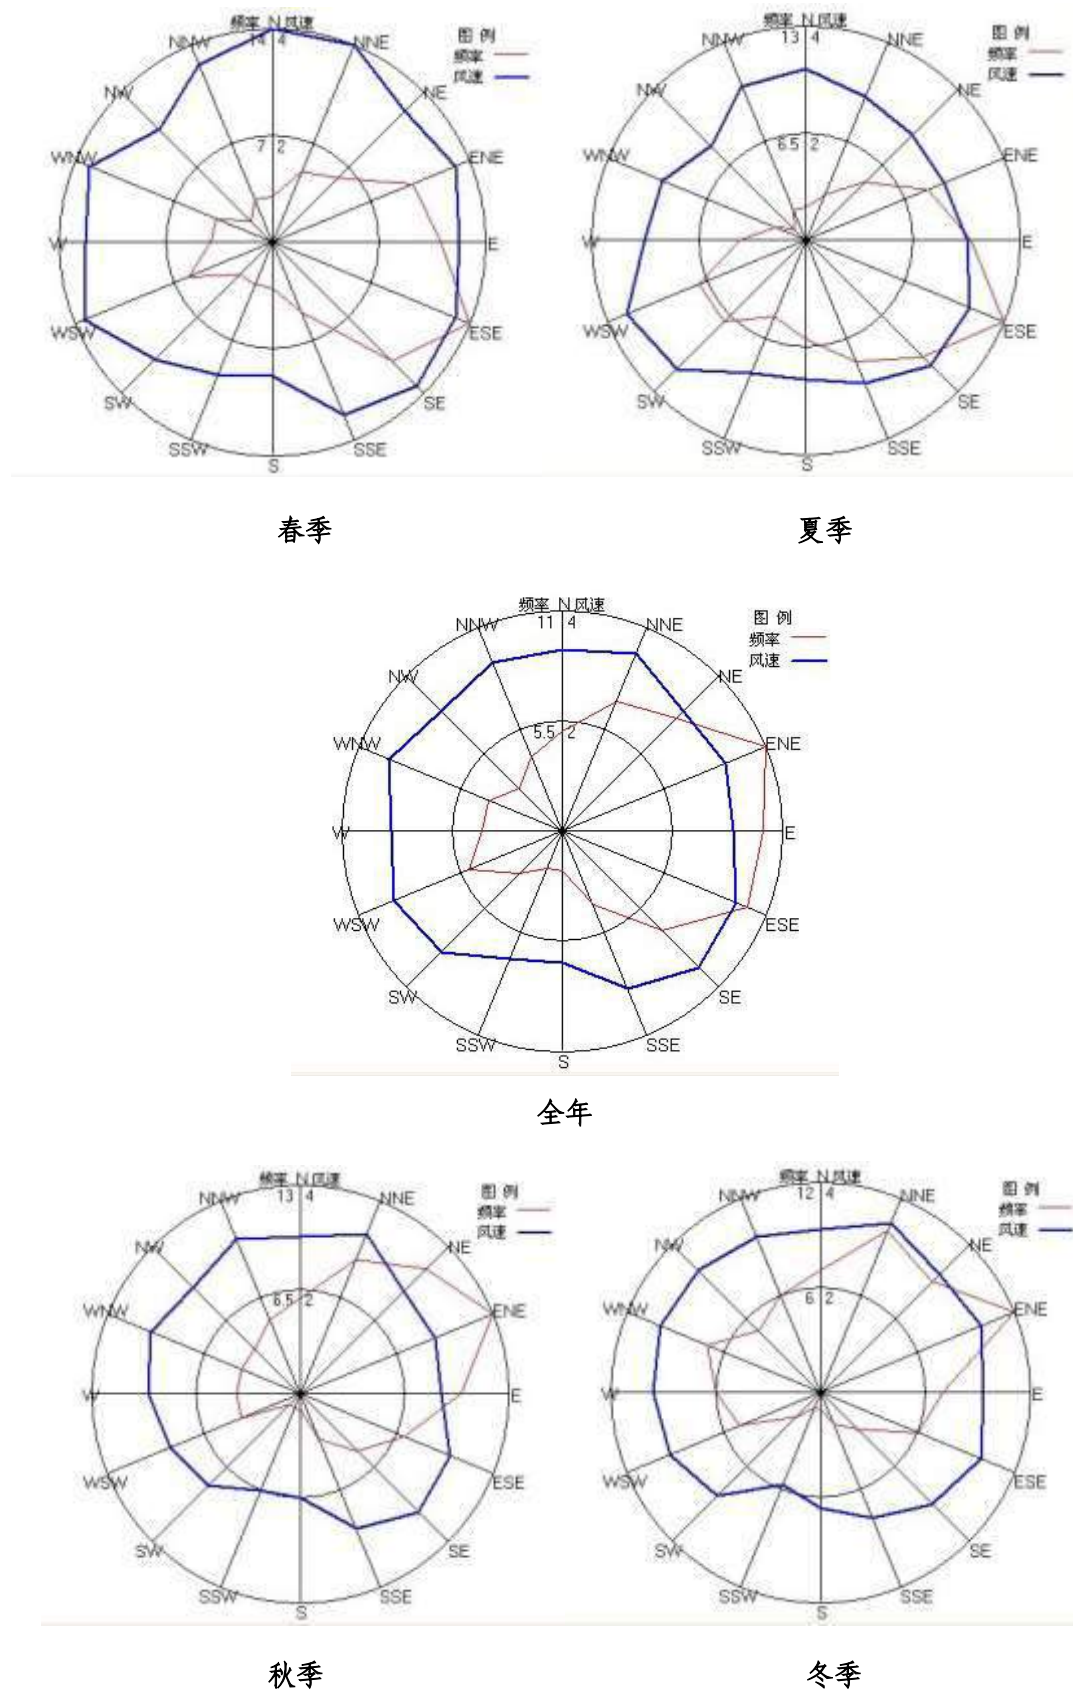 频率 N 风速
14 4
NNW
NNE
图 例
频率
风速
NW
NE
7 2
WNW
ENE
W
E
WSW
ESE
SW
SE
SSW
SSE
S
春季
频率 N 风速
13 4
NNW
NNE
图 例
频率
风速
NW
NE
6.5 2
WNW
ENE
W
E
WSW
ESE
SW
SE
SSW
SSE
S
夏季
频率 N 风速
11 4
NNW
NNE
图 例
频率
风速
NW
NE
5.5 2
WNW
ENE
W
E
WSW
ESE
SW
SE
SSW
SSE
S
全年
频率 N 风速
13 4
NNW
NNE
图 例
频率
风速
NW
NE
6.5 2
WNW
ENE
W
E
WSW
ESE
SW
SE
SSW
SSE
S
秋季
频率 N 风速
12 4
NNW
NNE
图 例
频率
风速
NW
NE
6 2
WNW
ENE
W
E
WSW
ESE
SW
SE
SSW
SSE
S
冬季